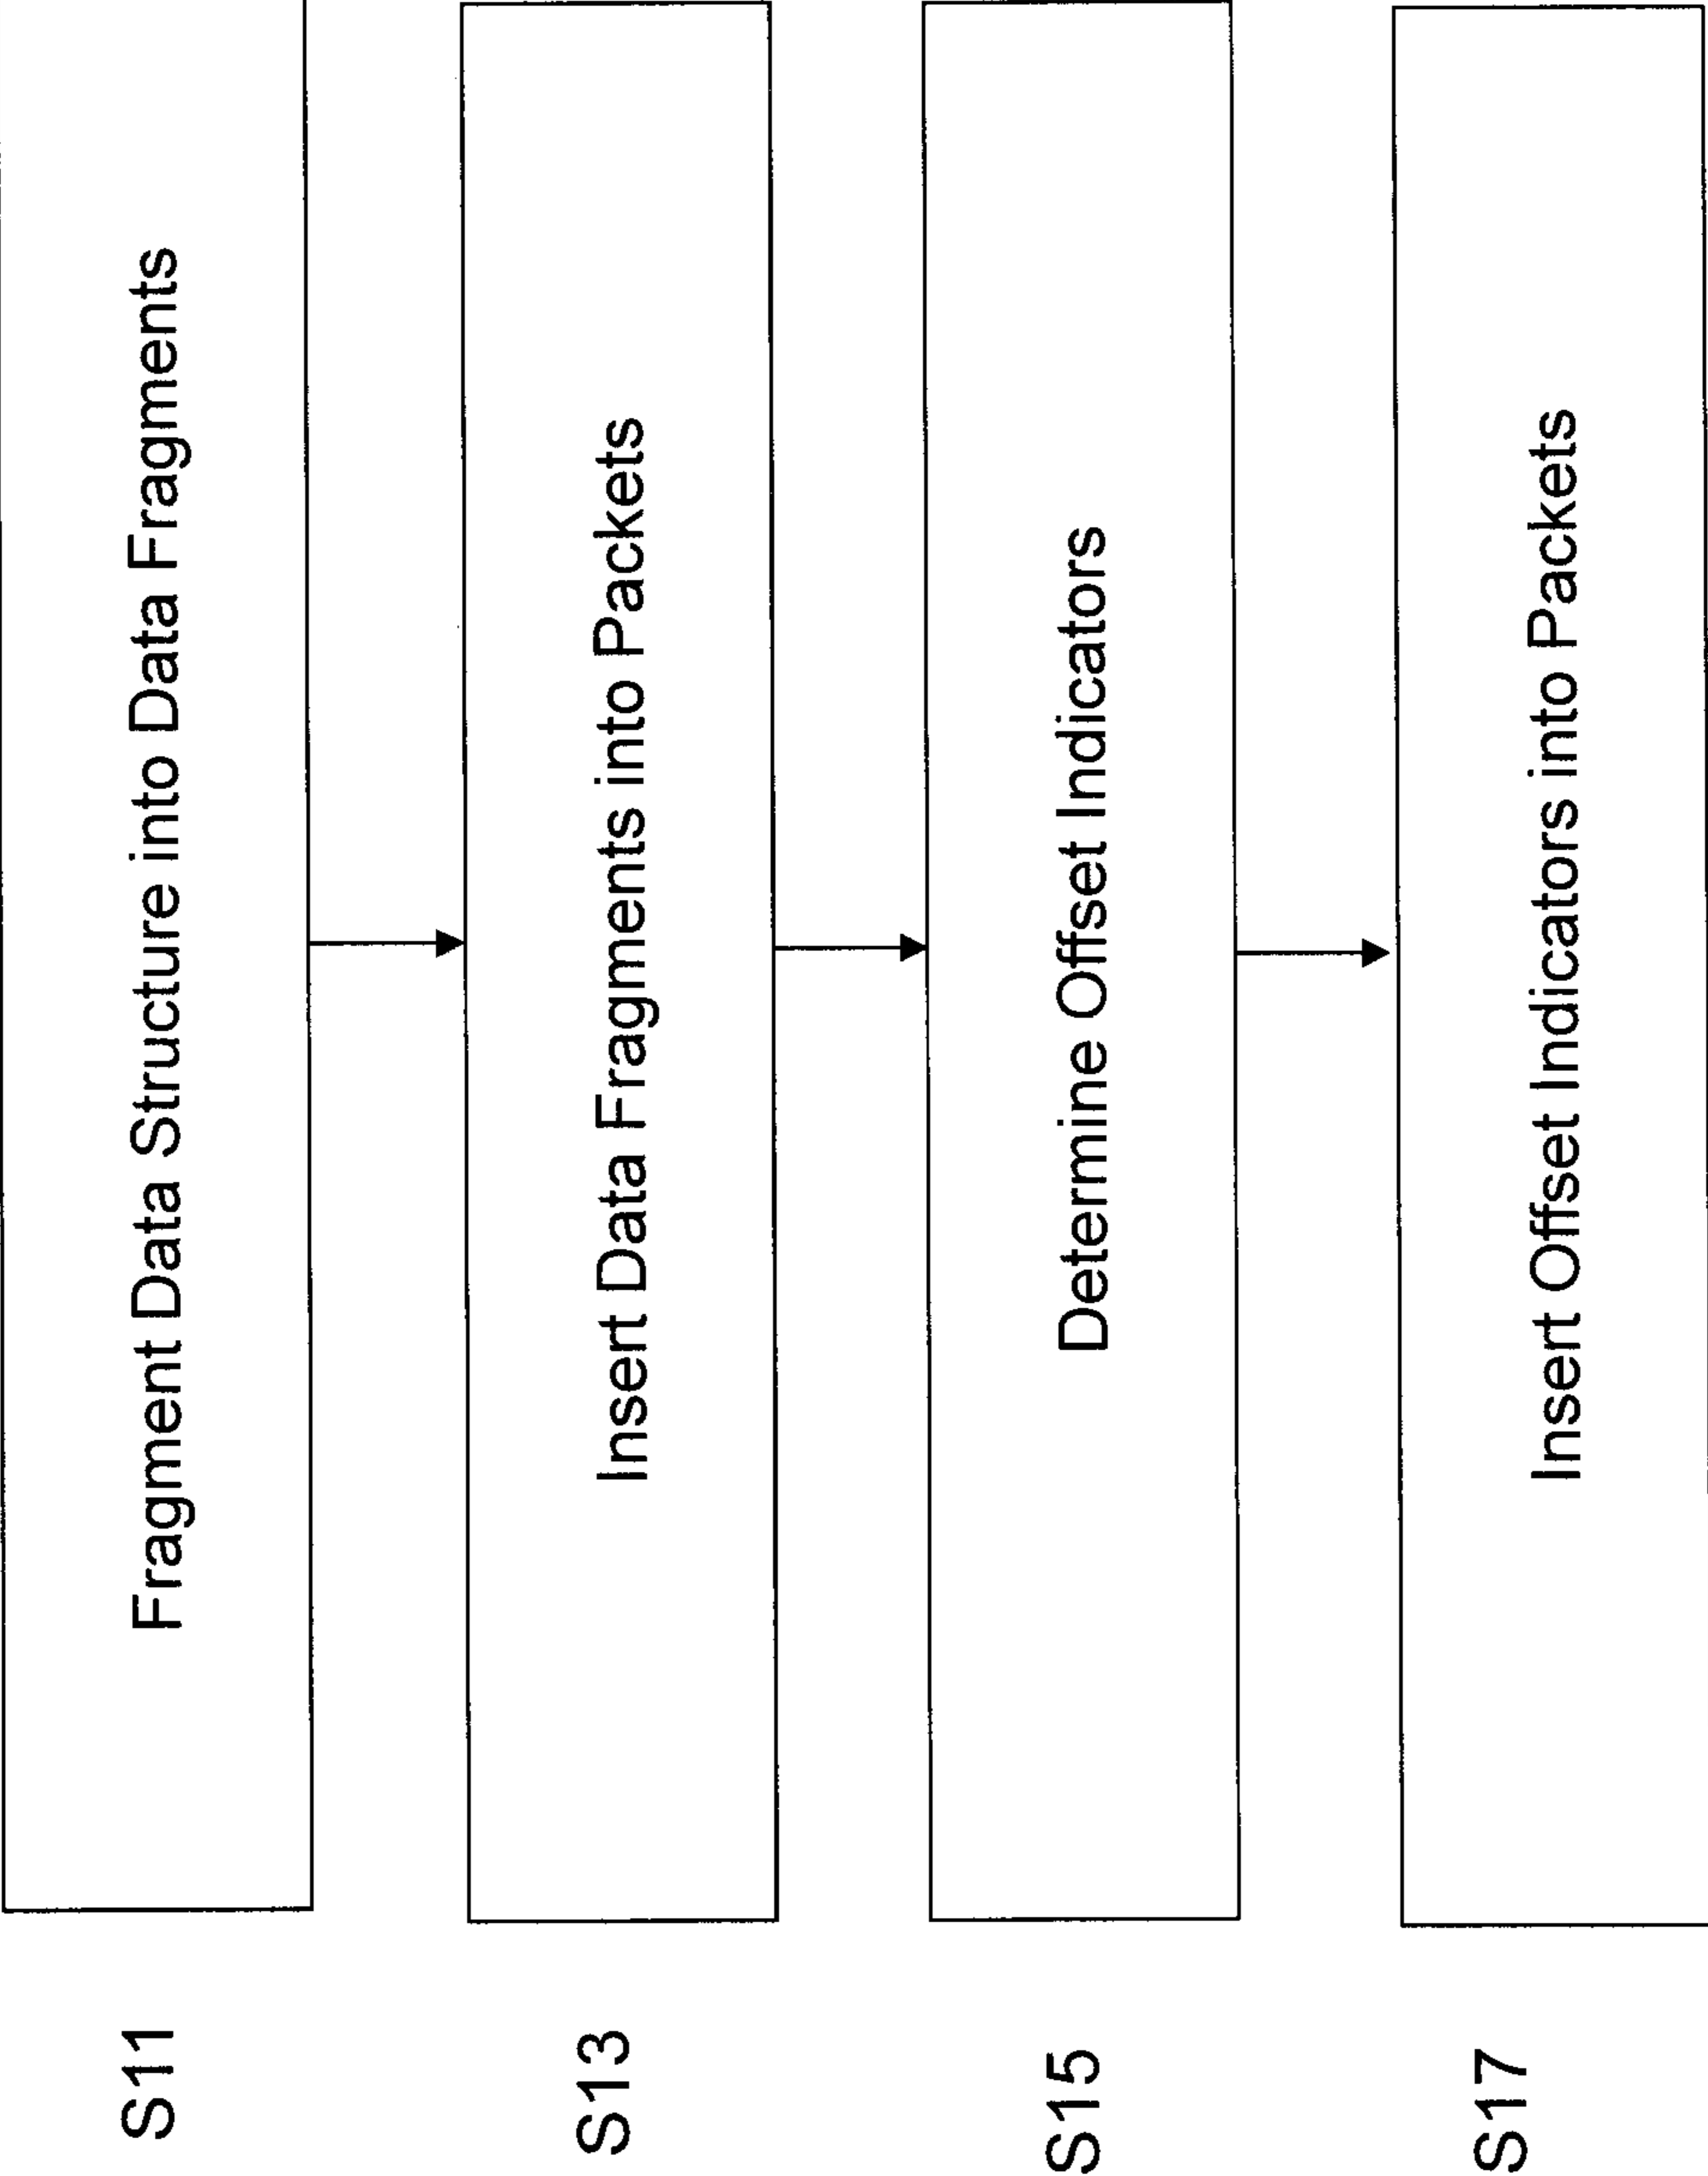 S11 Fragment Data Structure into Data Fragments
S13 Insert Data Fragments into Packets
S15 Determine Offset Indicators
S17 Insert Offset Indicators into Packets